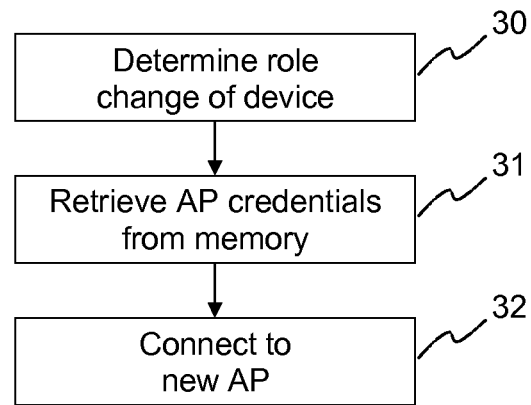 30
Determine role
change of device
31
Retrieve AP credentials
from memory
32
Connect to
new AP